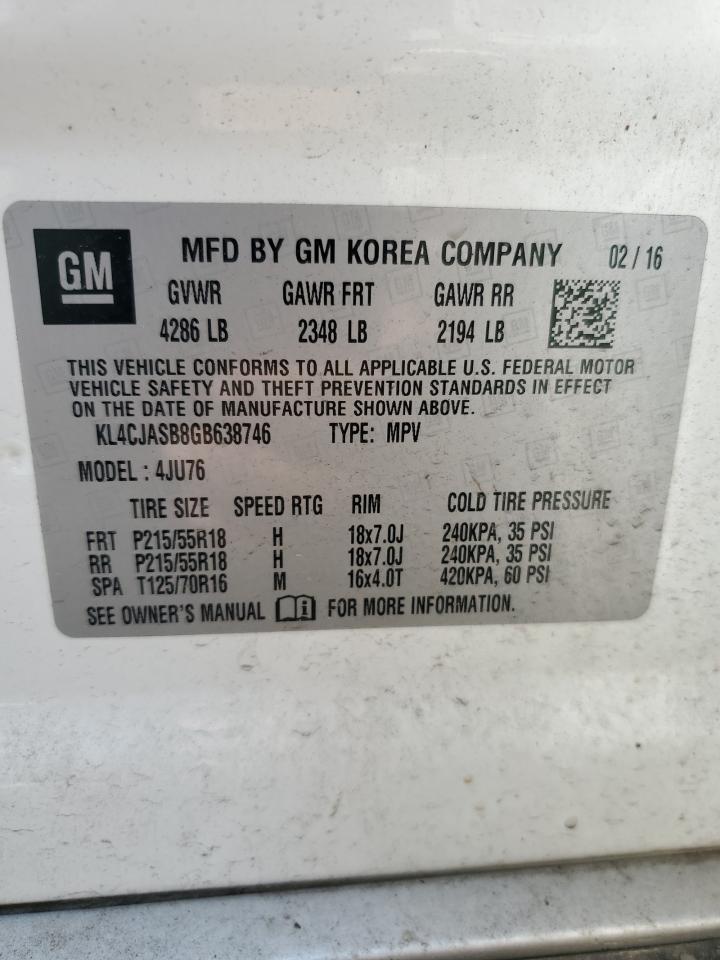 GM
MFD BY GM KOREA COMPANY 02 / 16
GVWR GAWR FRT GAWR RR
4286 LB 2348 LB 2194 LB
THIS VEHICLE CONFORMS TO ALL APPLICABLE U.S. FEDERAL MOTOR
VEHICLE SAFETY AND THEFT PREVENTION STANDARDS IN EFFECT
ON THE DATE OF MANUFACTURE SHOWN ABOVE.
KL4CJASB8GB638746 TYPE: MPV
MODEL : 4JU76
TIRE SIZE SPEED RTG RIM COLD TIRE PRESSURE
FRT P215/55R18 H 18x7.0J 240KPA, 35 PSI
RR P215/55R18 H 18x7.0J 240KPA, 35 PSI
SPA T125/70R16 M 16x4.0T 420KPA, 60 PSI
SEE OWNER'S MANUAL i FOR MORE INFORMATION.